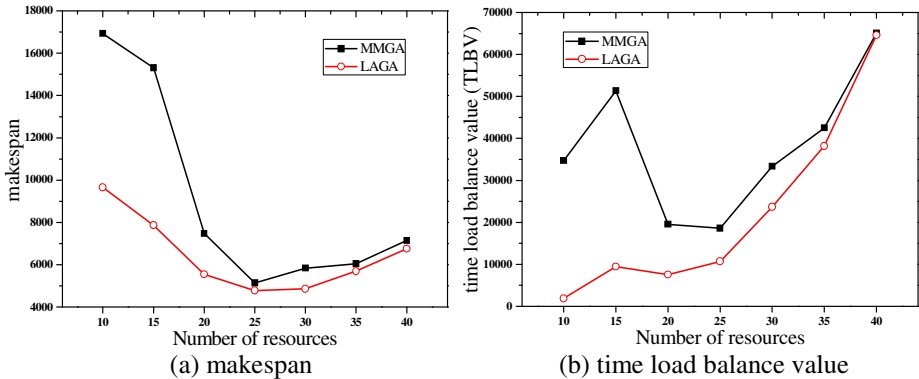 18000
16000
14000
12000
10000
8000
6000
4000
makespan
MMGA
LAGA
10 15 20 25 30 35 40
Number of resources
(a) makespan
70000
60000
50000
40000
30000
20000
10000
0
time load balance value (TLBV)
MMGA
LAGA
10 15 20 25 30 35 40
Number of resources
(b) time load balance value